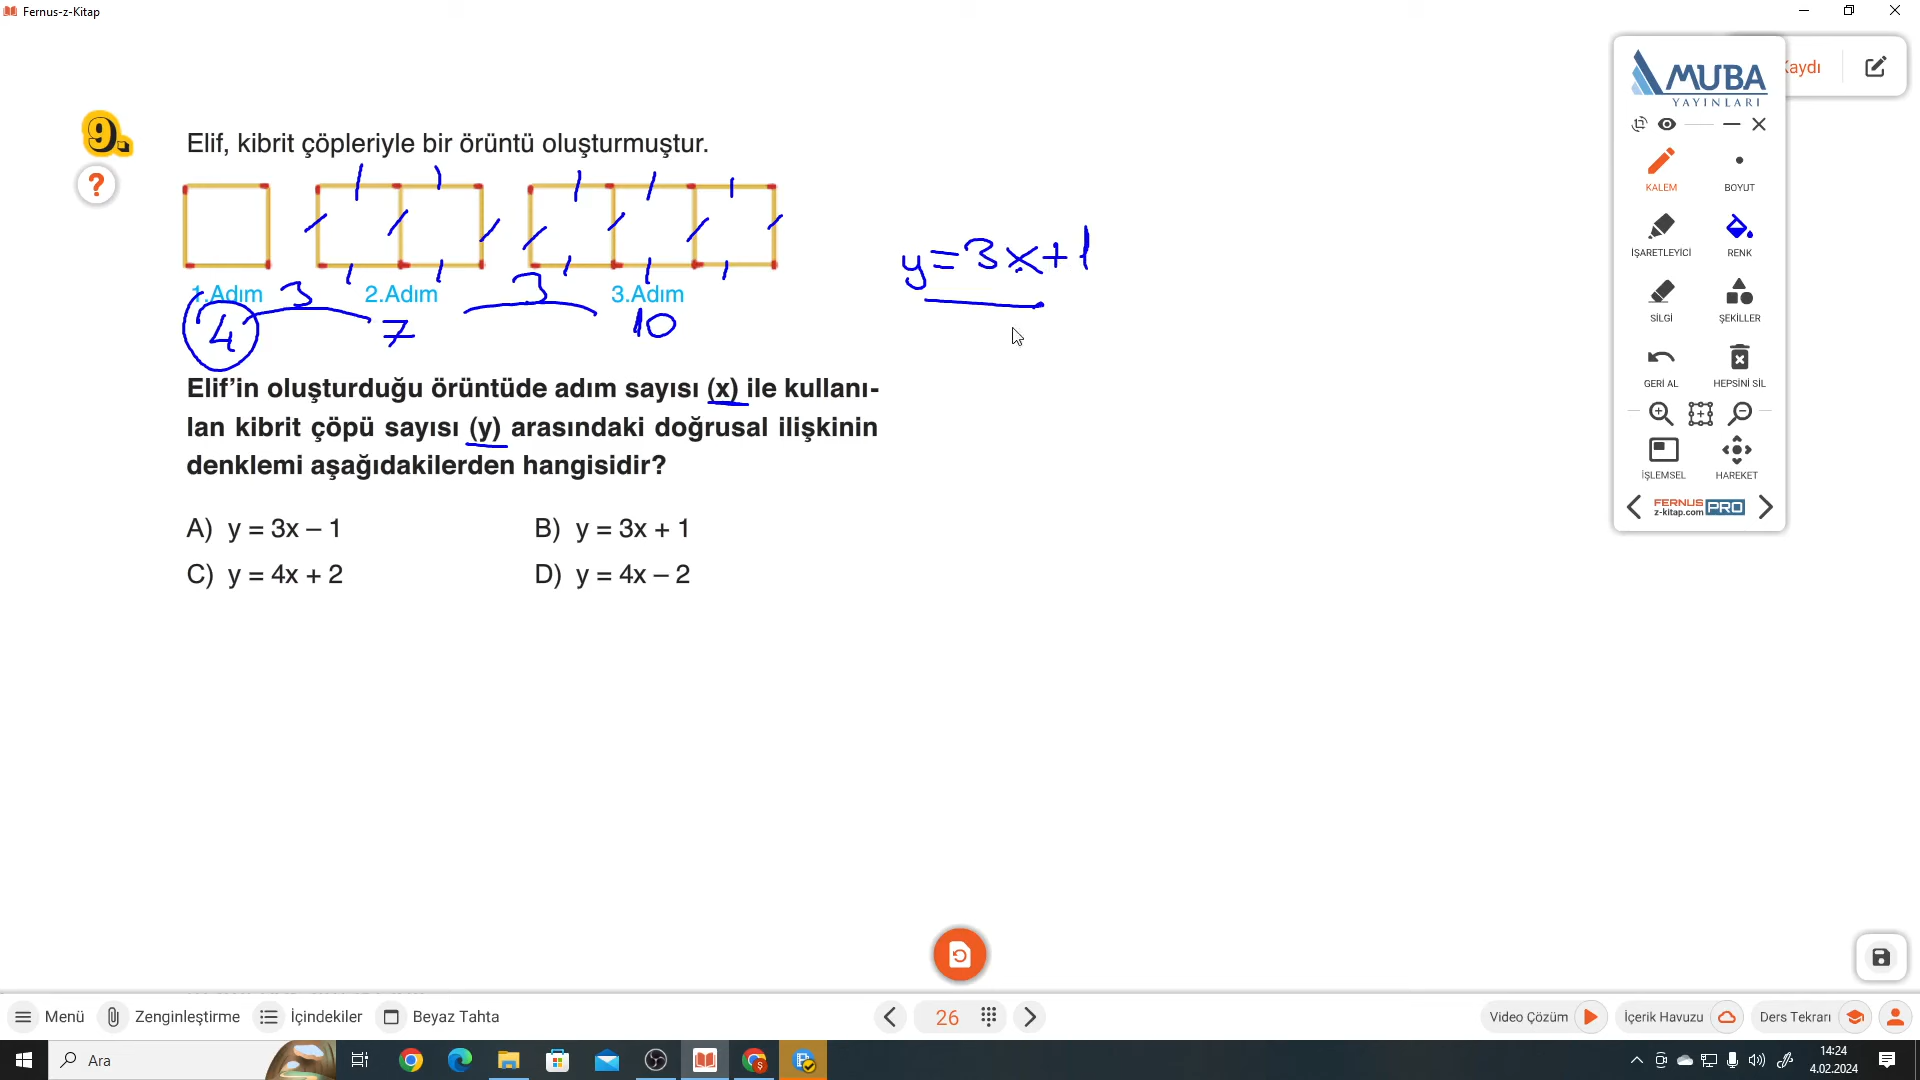 Fernus-z-Kitap
MUBA
YAYINLARI
Kaydı
9.
?
Elif, kibrit çöpleriyle bir örüntü oluşturmuştur.
y=3x+1
1.Adım 3 2.Adım 3 3.Adım
4 7 10
Elif’in oluşturduğu örüntüde adım sayısı (x) ile kullanı-
lan kibrit çöpü sayısı (y) arasındaki doğrusal ilişkinin
denklemi aşağıdakilerden hangisidir?
A) y = 3x – 1 B) y = 3x + 1
C) y = 4x + 2 D) y = 4x – 2
KALEM BOYUT
İŞARETLEYİCİ RENK
SİLGİ ŞEKİLLER
GERİ AL HEPSİNİ SİL
İŞLEMSEL HAREKET
FERNUS PRO
z-kitap.com
Menü Zenginleştirme İçindekiler Beyaz Tahta 26 Video Çözüm İçerik Havuzu Ders Tekrarı
Ara
14:24
4.02.2024